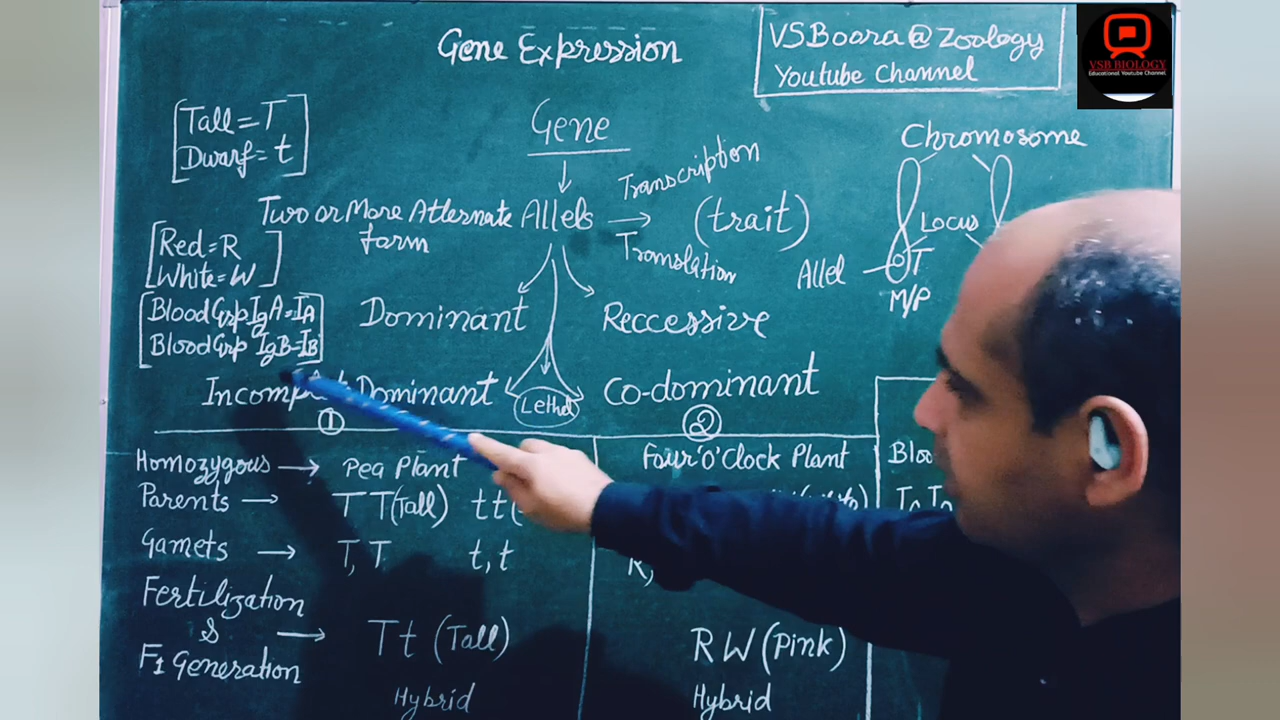 Gene Expression
VSBoora @ Zoology
Youtube Channel
VSB BIOLOGY
Educational Youtube Channel
Tall = T
Dwarf = t
Gene
Chromosome
Transcription
Two or More Alternate Allels
form
(trait)
Translation
Locus
Red = R
White = W
Allel
T
M/P
Blood Grp IgA = IA
Blood Grp IgB = IB
Dominant
Reccessive
Dominant
Lethal
Co-dominant
1
2
Homozygous → Pea Plant
Four 'O' Clock Plant
Parents → T T (Tall) tt(
Gamets → T, T t, t
R,
Fertilization
&
F1 Generation
Tt (Tall)
RW (Pink)
Hybrid
Hybrid